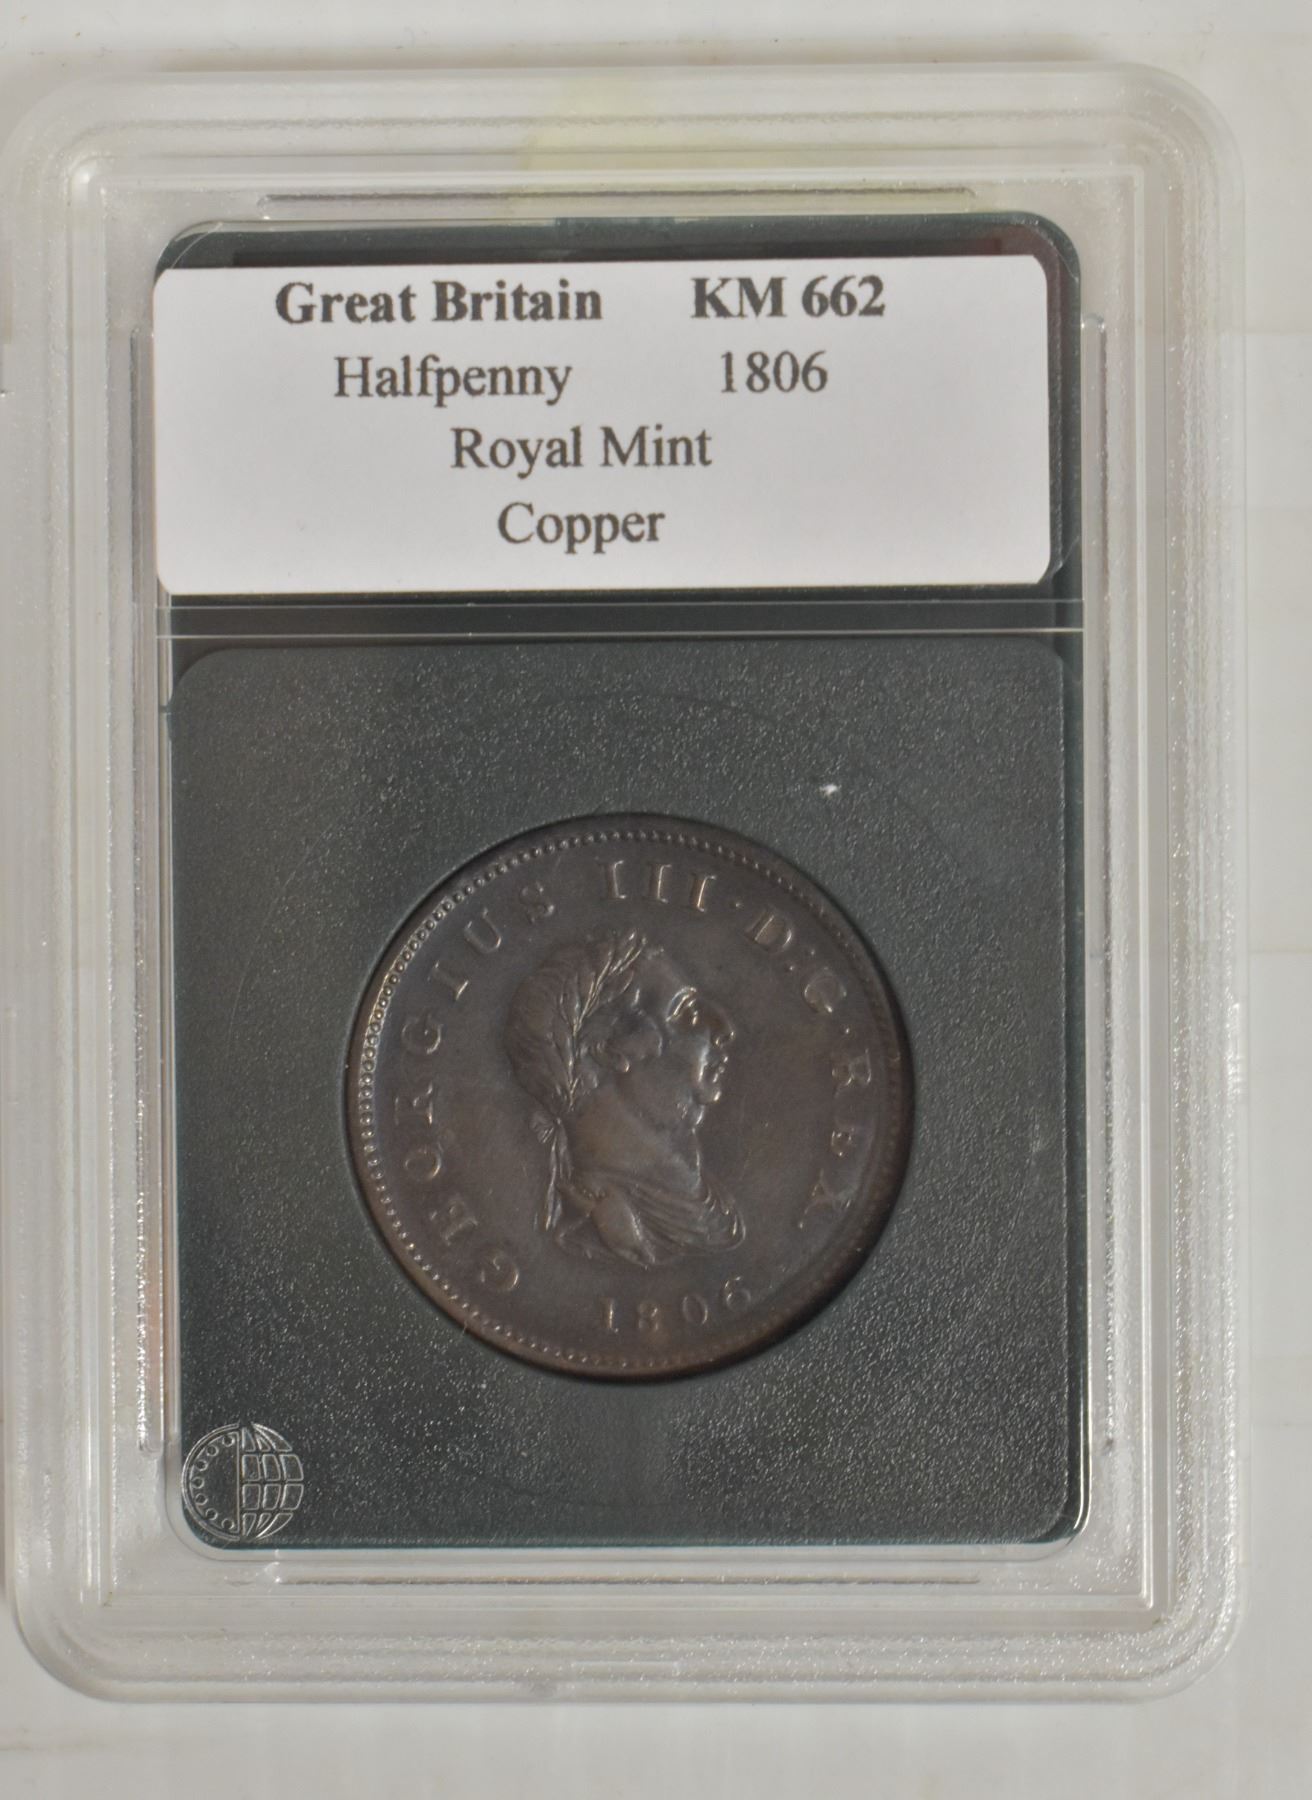 Great Britain KM 662
Halfpenny 1806
Royal Mint
Copper
GEORGIUS III·D:G·REX.
1806